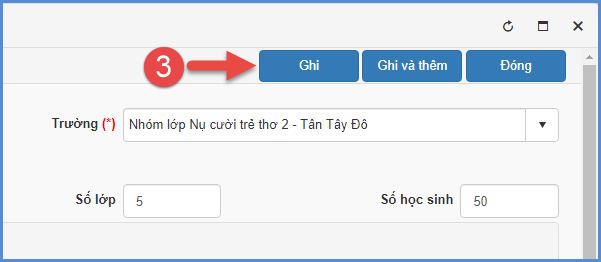 3 Ghi Ghi và thêm Đóng
Trường (*) Nhóm lớp Nụ cười trẻ thơ 2 - Tân Tây Đô
Số lớp 5 Số học sinh 50